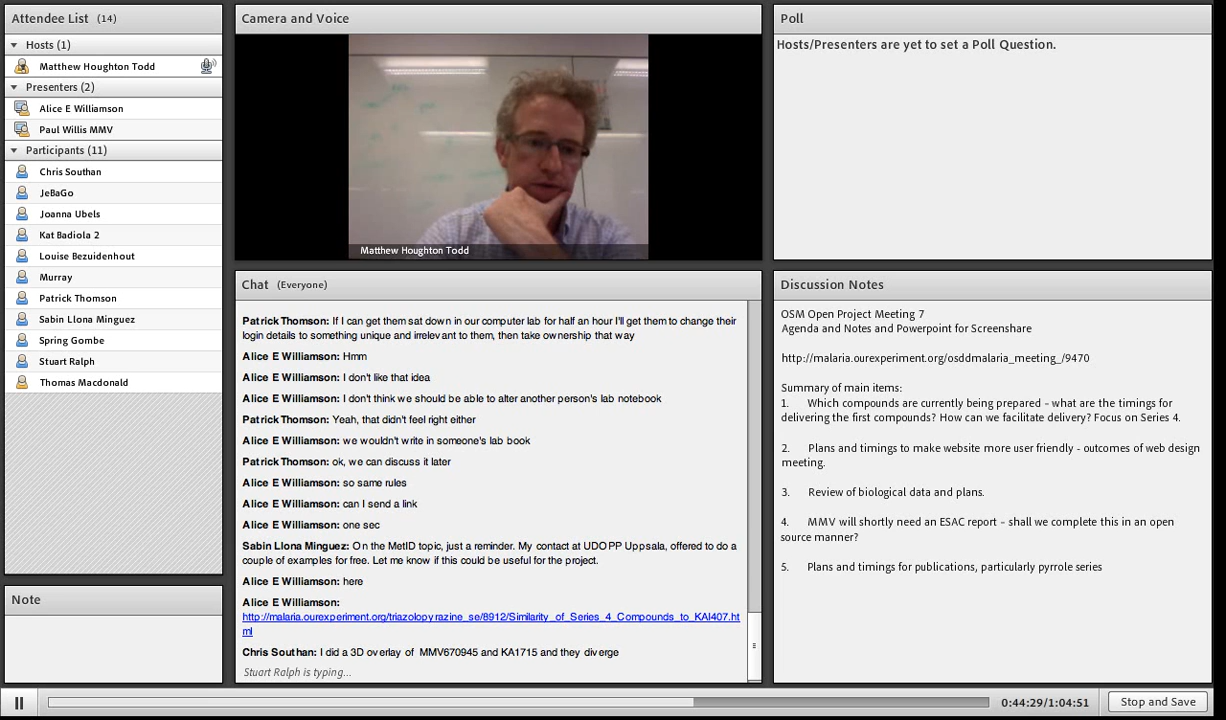 Attendee List (14)
Hosts (1)
Matthew Houghton Todd
Presenters (2)
Alice E Williamson
Paul Willis MMV
Participants (11)
Chris Southan
JeBaGo
Joanna Ubels
Kat Badiola 2
Louise Bezuidenhout
Murray
Patrick Thomson
Sabin Llona Minguez
Spring Gombe
Stuart Ralph
Thomas Macdonald
Note
Camera and Voice
Matthew Houghton Todd
Chat (Everyone)
Patrick Thomson: If I can get them sat down in our computer lab for half an hour I'll get them to change their
login details to something unique and irrelevant to them, then take ownership that way
Alice E Williamson: Hmm
Alice E Williamson: I don't like that idea
Alice E Williamson: I don't think we should be able to alter another person's lab notebook
Patrick Thomson: Yeah, that didn't feel right either
Alice E Williamson: we wouldn't write in someone's lab book
Patrick Thomson: ok, we can discuss it later
Alice E Williamson: so same rules
Alice E Williamson: can I send a link
Alice E Williamson: one sec
Sabin Llona Minguez: On the MetID topic, just a reminder. My contact at UDOPP Uppsala, offered to do a
couple of examples for free. Let me know if this could be useful for the project.
Alice E Williamson: here
Alice E Williamson:
http://malaria.ourexperiment.org/triazolopyrazine_se/8912/Similarity_of_Series_4_Compounds_to_KAI407.ht
ml
Chris Southan: I did a 3D overlay of MMV670945 and KA1715 and they diverge
Stuart Ralph is typing...
Poll
Hosts/Presenters are yet to set a Poll Question.
Discussion Notes
OSM Open Project Meeting 7
Agenda and Notes and Powerpoint for Screenshare
http://malaria.ourexperiment.org/osddmalaria_meeting_/9470
Summary of main items:
1. Which compounds are currently being prepared - what are the timings for
delivering the first compounds? How can we facilitate delivery? Focus on Series 4.
2. Plans and timings to make website more user friendly - outcomes of web design
meeting.
3. Review of biological data and plans.
4. MMV will shortly need an ESAC report - shall we complete this in an open
source manner?
5. Plans and timings for publications, particularly pyrrole series
0:44:29/1:04:51
Stop and Save